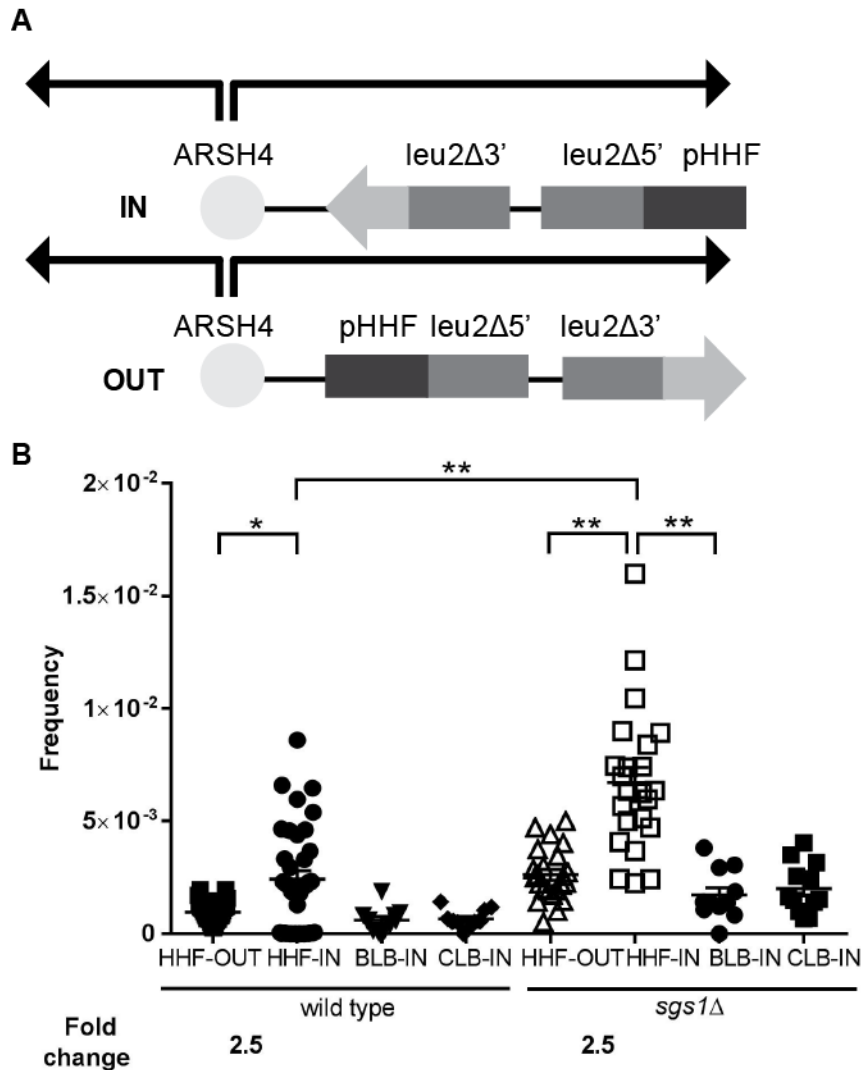 A
ARSH4 leu2Δ3’ leu2Δ5’ pHHF
IN
ARSH4 pHHF leu2Δ5’ leu2Δ3’
OUT
B
2× 10-2
**
* ** **
1.5× 10-2
1× 10-2
5× 10-3
0
Frequency
HHF-OUT HHF-IN BLB-IN CLB-IN HHF-OUT HHF-IN BLB-IN CLB-IN
wild type sgs1Δ
Fold
change 2.5 2.5